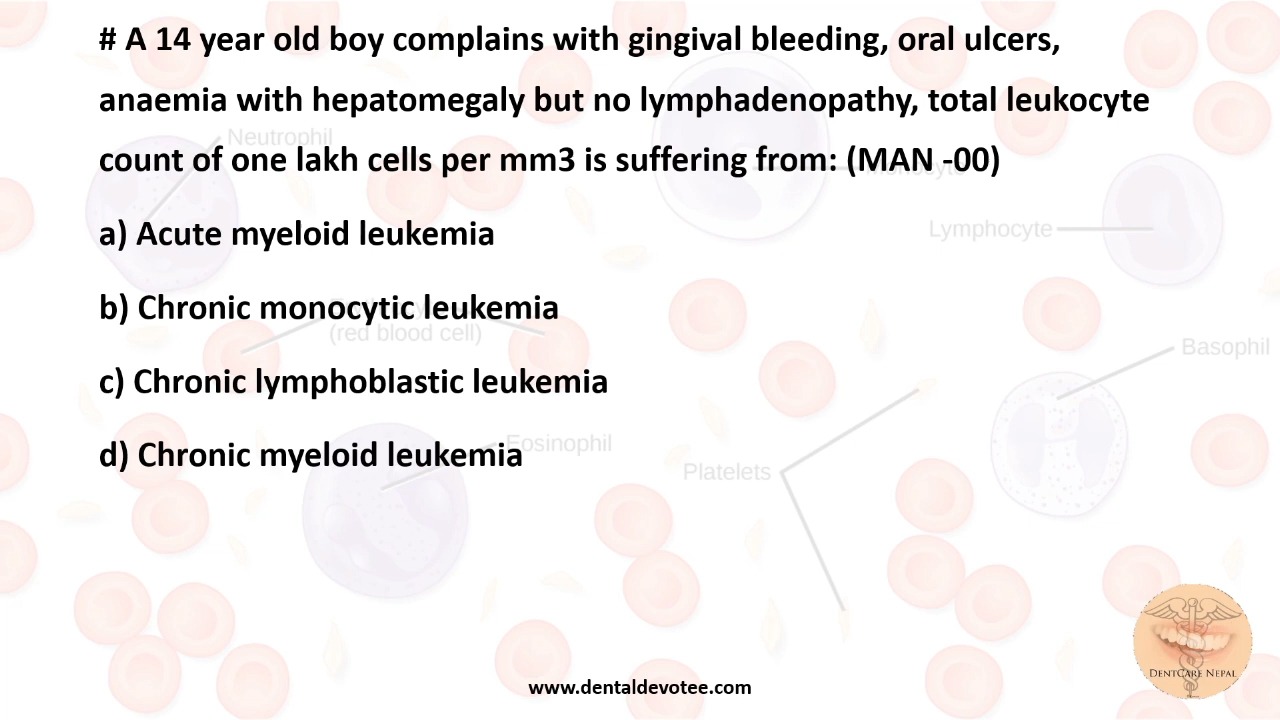 # A 14 year old boy complains with gingival bleeding, oral ulcers,
anaemia with hepatomegaly but no lymphadenopathy, total leukocyte
Neutrophil
count of one lakh cells per mm3 is suffering from: (MAN -00)
Monocyte
a) Acute myeloid leukemia
Lymphocyte
b) Chronic monocytic leukemia
(red blood cell)
Basophil
c) Chronic lymphoblastic leukemia
d) Chronic myeloid leukemia
Eosinophil
Platelets
DENTCARE NEPAL
www.dentaldevotee.com